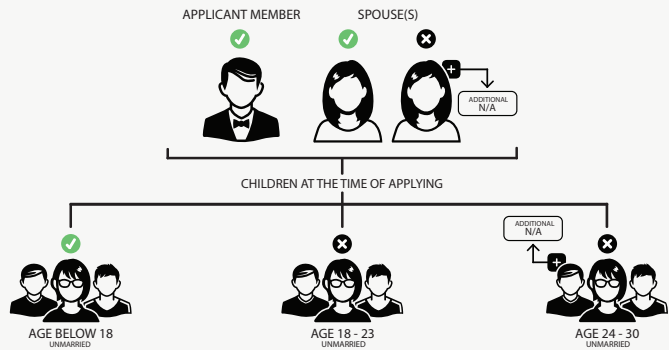 APPLICANT MEMBER
SPOUSE(S)
ADDITIONAL
N/A
CHILDREN AT THE TIME OF APPLYING
ADDITIONAL
N/A
AGE BELOW 18
UNMARRIED
AGE 18 - 23
UNMARRIED
AGE 24 - 30
UNMARRIED